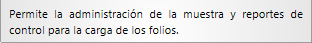 Permite la administración de la muestra y reportes de
control para la carga de los folios.